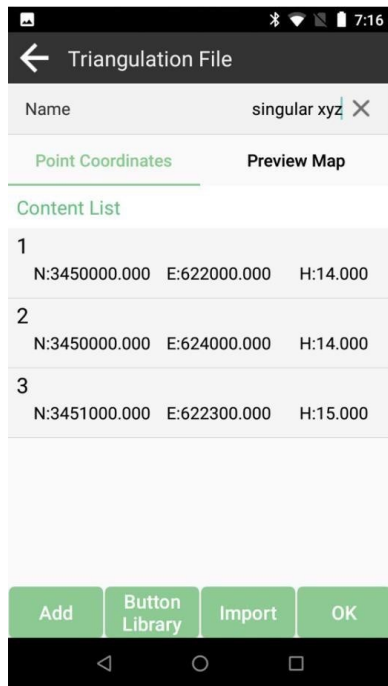 7:16
Triangulation File
Name singular xyz
Point Coordinates Preview Map
Content List
1
N:3450000.000 E:622000.000 H:14.000
2
N:3450000.000 E:624000.000 H:14.000
3
N:3451000.000 E:622300.000 H:15.000
Add Button Library Import OK